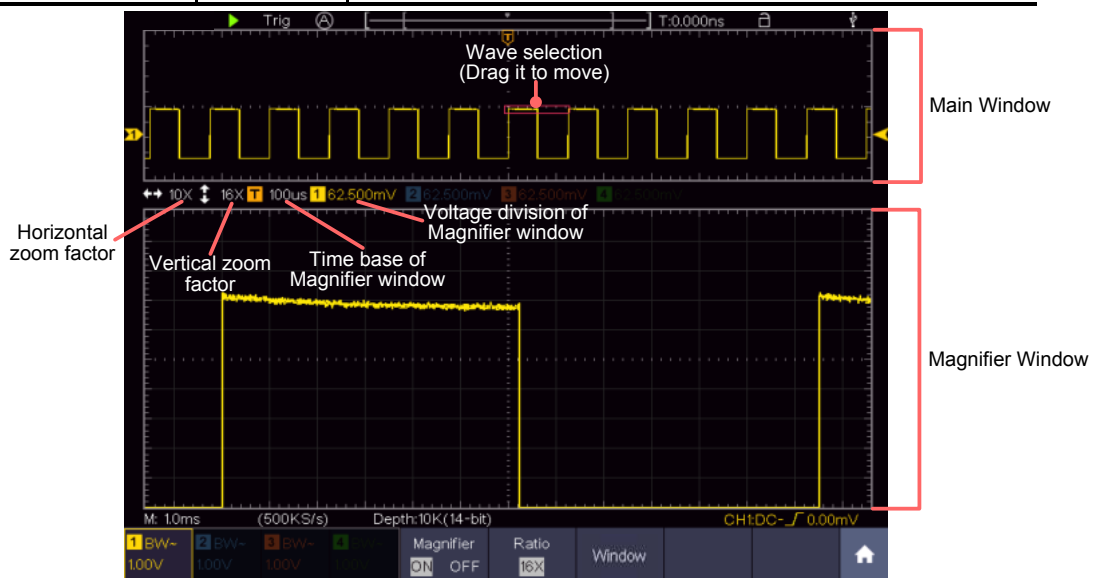 Trig A T:0.000ns
T
Wave selection
(Drag it to move)
Main Window
1
10X 16X T 100us 1 62.500mV 2 62.500mV 3 62.500mV 4 62.500mV
Voltage division of
Magnifier window
Horizontal
zoom factor
Vertical zoom
factor
Time base of
Magnifier window
Magnifier Window
M: 1.0ms (500KS/s) Depth:10K(14-bit) CH1:DC- 0.00mV
1 BW~ 2 BW~ 3 BW~ 4 BW~ Magnifier Ratio Window
1.00V 1.00V 1.00V 1.00V ON OFF 16X